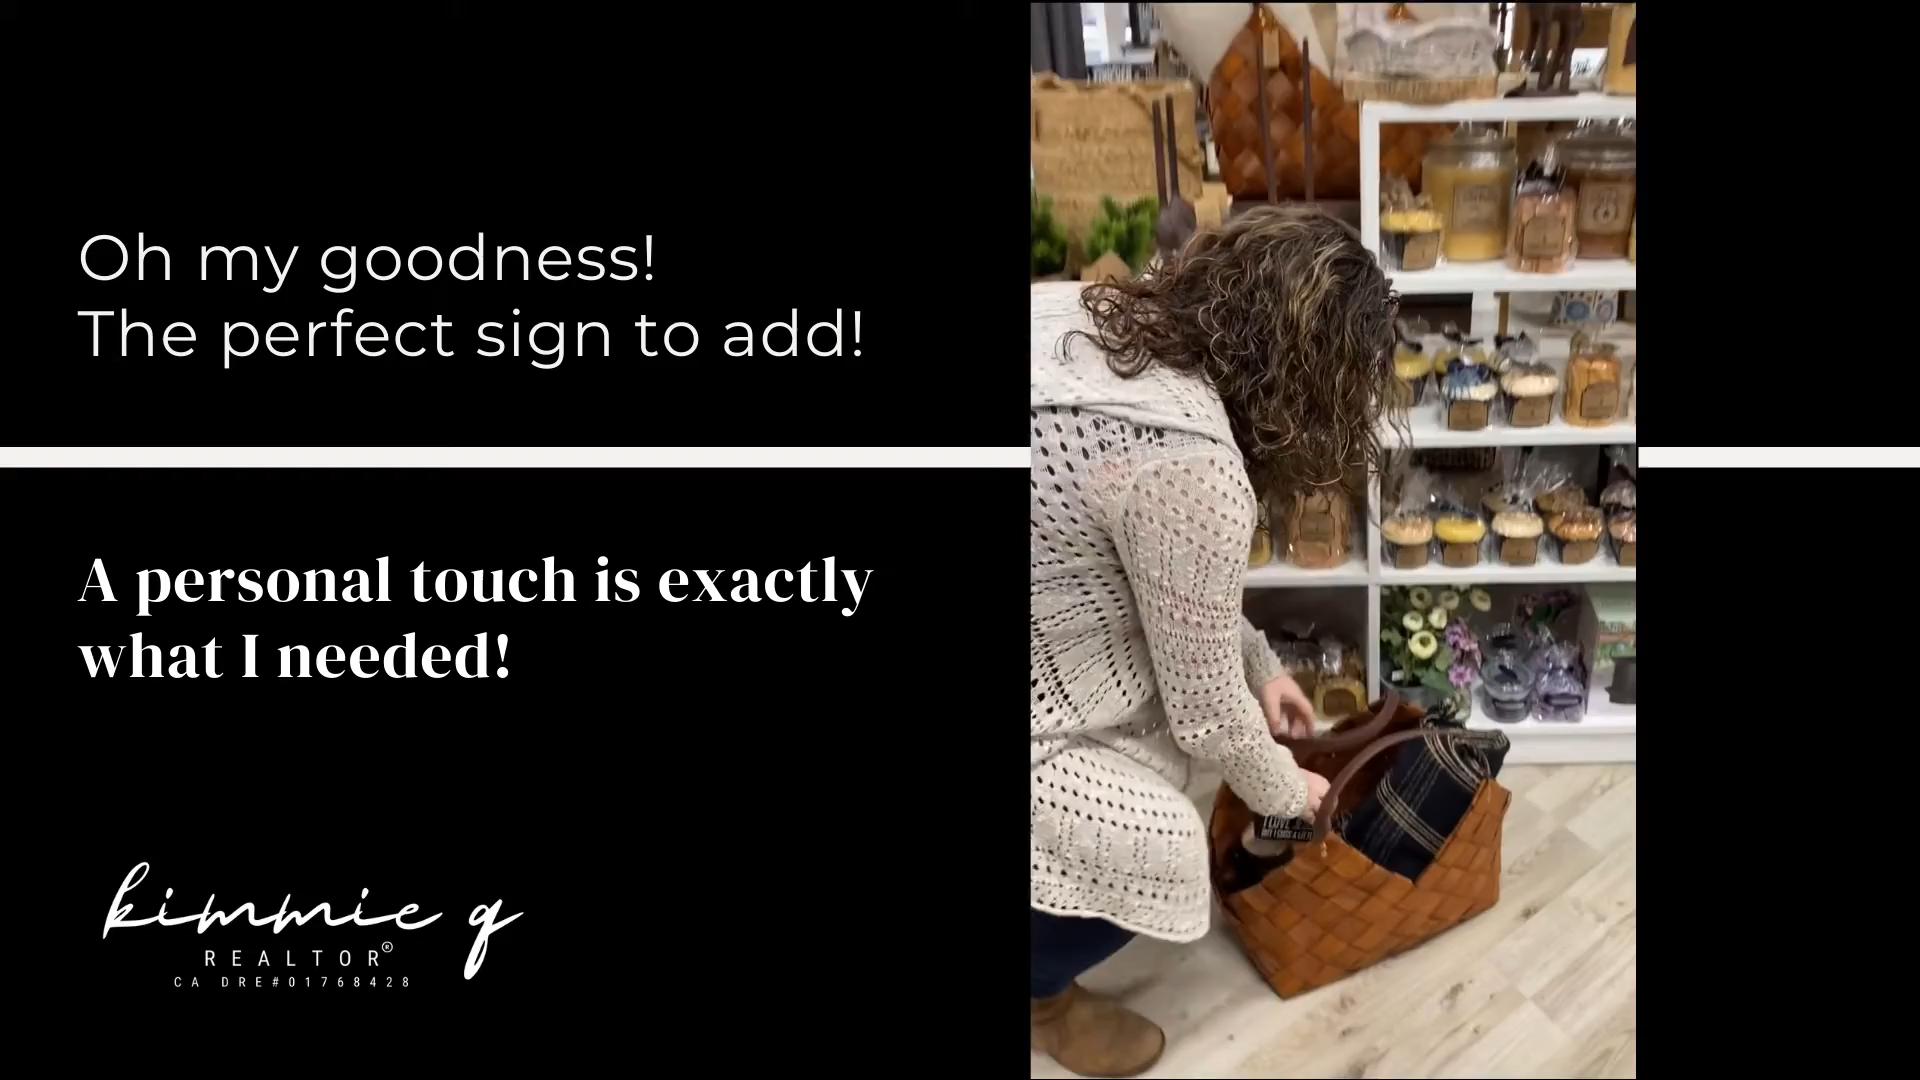 Oh my goodness!
The perfect sign to add!
A personal touch is exactly
what I needed!
kimmie q
REALTOR®
CA DRE#01768428
I LOVE